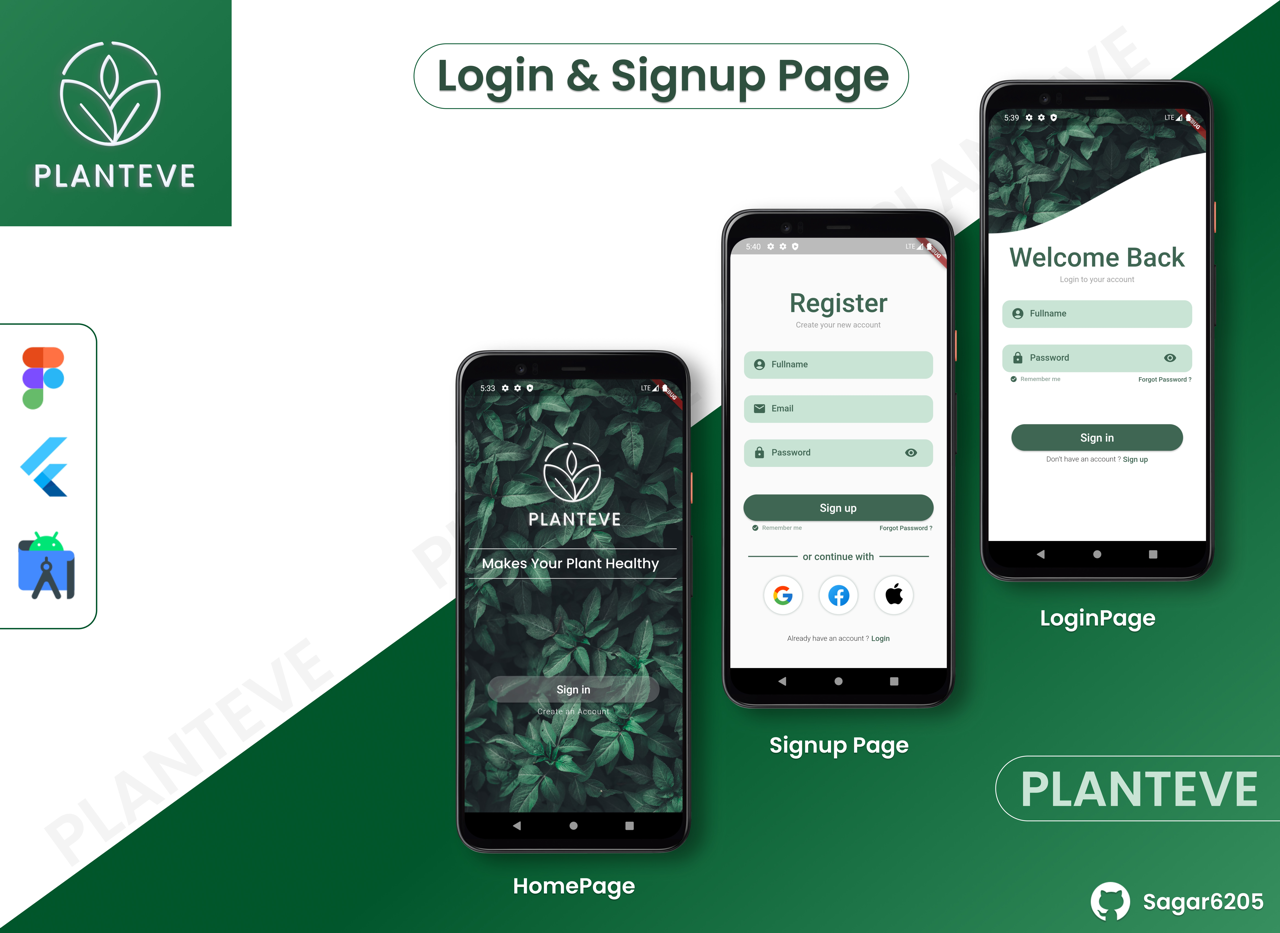 PLANTEVE
Login & Signup Page
PLANTEVE
5:33
LTE
PLANTEVE
Makes Your Plant Healthy
Sign in
Create an Account
HomePage
5:40
LTE
Register
Create your new account
Fullname
Email
Password
Sign up
Remember me
Forgot Password ?
or continue with
Already have an account ? Login
Signup Page
5:39
LTE
Welcome Back
Login to your account
Fullname
Password
Remember me
Forgot Password ?
Sign in
Don't have an account ? Sign up
LoginPage
PLANTEVE
Sagar6205